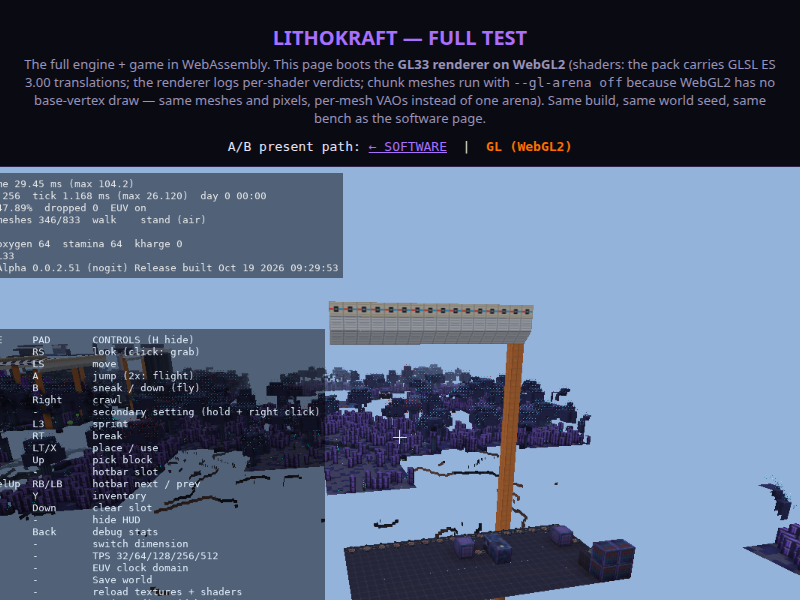 LITHOKRAFT — FULL TEST
The full engine + game in WebAssembly. This page boots the GL33 renderer on WebGL2 (shaders: the pack carries GLSL ES
3.00 translations; the renderer logs per-shader verdicts; chunk meshes run with --gl-arena off because WebGL2 has no
base-vertex draw — same meshes and pixels, per-mesh VAOs instead of one arena). Same build, same world seed, same
bench as the software page.
A/B present path: ← SOFTWARE | GL (WebGL2)
29.45 ms (max 104.2)
256 tick 1.168 ms (max 26.120) day 0 00:00
47.89% dropped 0 EUV on
meshes 346/833 walk stand (air)
oxygen 64 stamina 64 kharge 0
33
Alpha 0.0.2.51 (nogit) Release built Oct 19 2026 09:29:53
PAD CONTROLS (H hide)
RS look (click: grab)
LS move
A jump (2x: flight)
B sneak / down (fly)
Right crawl
- secondary setting (hold + right click)
L3 sprint
RT break
LT/X place / use
Up pick block
- hotbar slot
elUp RB/LB hotbar next / prev
Y inventory
Down clear slot
- hide HUD
Back debug stats
- switch dimension
- TPS 32/64/128/256/512
- EUV clock domain
- Save world
- reload textures + shaders